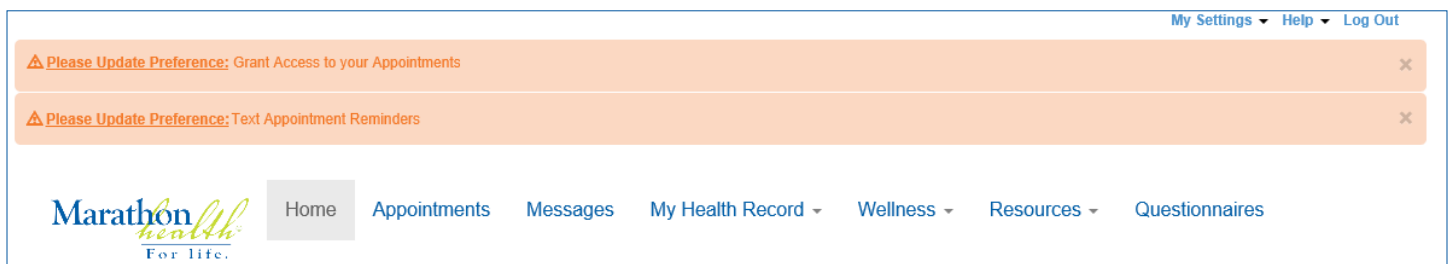 My Settings Help Log Out
Please Update Preference: Grant Access to your Appointments
Please Update Preference: Text Appointment Reminders
Marathon health For life. Home Appointments Messages My Health Record Wellness Resources Questionnaires